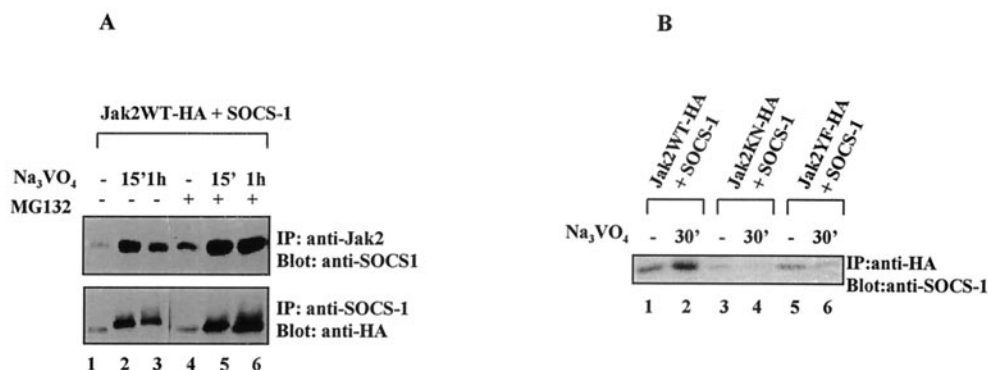 A
Jak2WT-HA + SOCS-1
Na₃VO₄ - 15' 1h - 15' 1h
MG132 - - - + + +
IP: anti-Jak2
Blot: anti-SOCS1
IP: anti-SOCS-1
Blot: anti-HA
1 2 3 4 5 6
B
Jak2WT-HA
+ SOCS-1
Jak2KN-HA
+ SOCS-1
Jak2YF-HA
+ SOCS-1
Na₃VO₄ - 30' - 30' - 30'
IP:anti-HA
Blot:anti-SOCS-1
1 2 3 4 5 6